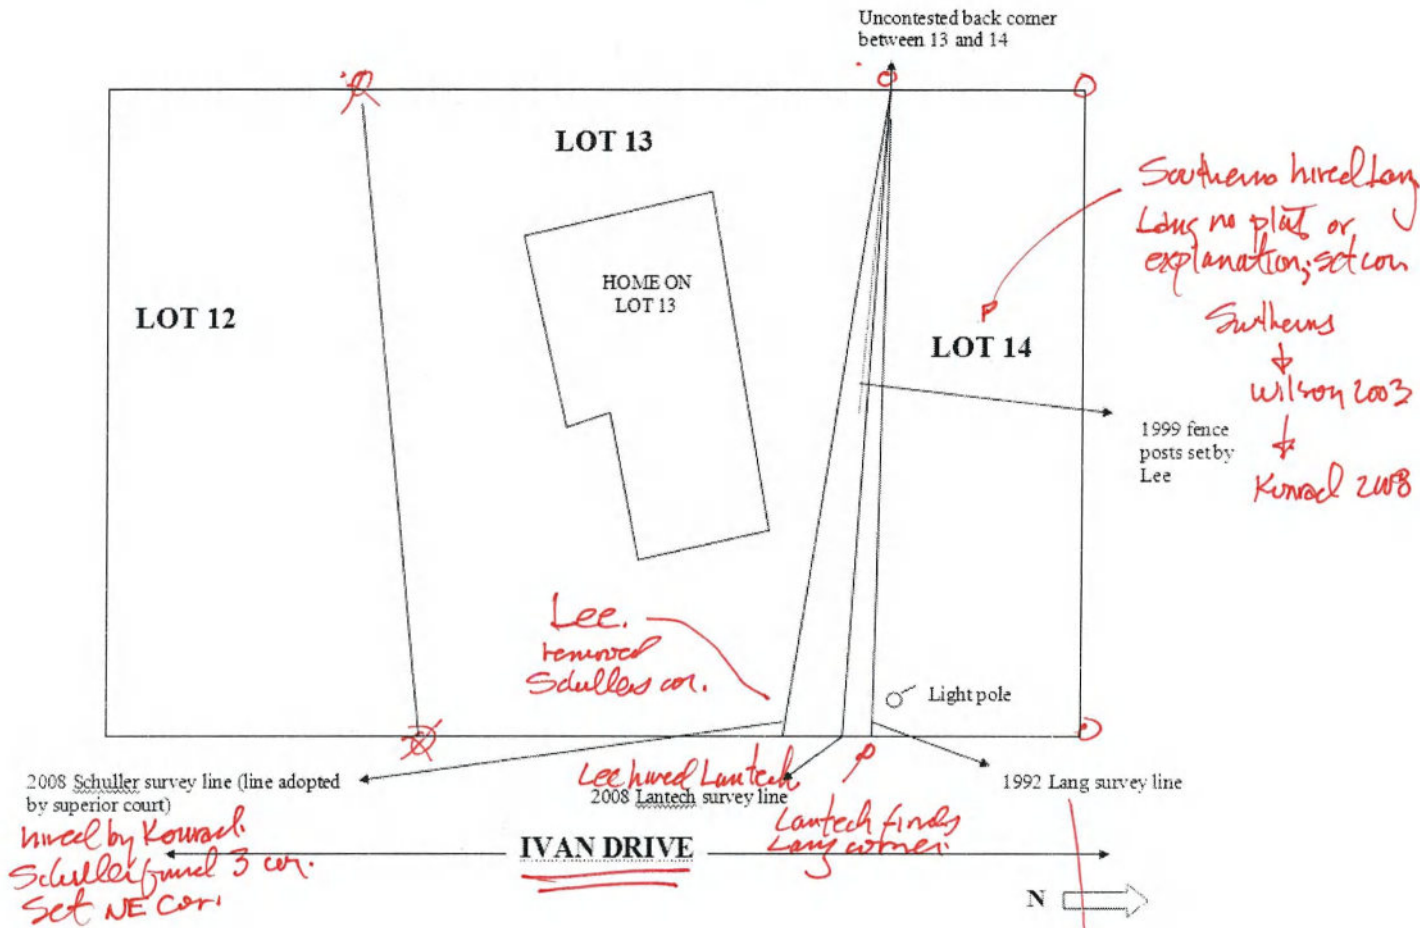 Uncontested back corner
between 13 and 14
LOT 13
HOME ON
LOT 13
LOT 12
LOT 14
Southerns hired Lang
Lang no plat or
explanation; set cor.
Southerns
Wilson 2003
Konrad 2008
1999 fence
posts set by
Lee
Lee.
removed
Schullers cor.
Light pole
2008 Schuller survey line (line adopted
by superior court)
hired by Konrad.
Schuller found 3 cor.
Set NE Cor.
Lee hired Lantech
2008 Lantech survey line
Lantech finds
Lang corner.
1992 Lang survey line
IVAN DRIVE
N